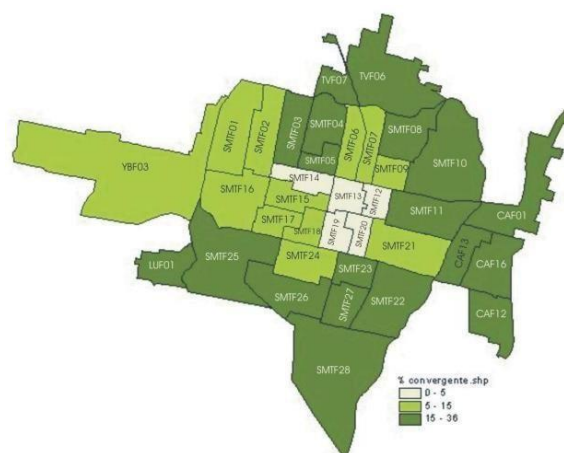 TVF07
TVF06
SMTF03
SMTF04
SMTF08
SMTF01
SMTF02
SMTF06
SMTF07
SMTF05
SMTF10
YBF03
SMTF14
SMTF09
SMTF16
SMTF15
SMTF13
SMTF12
SMTF11
CAF01
SMTF17
SMTF18
SMTF19
SMTF20
SMTF21
CAF13
CAF16
LUF01
SMTF25
SMTF24
SMTF23
SMTF26
SMTF27
SMTF22
CAF12
SMTF28
% convergente.shp
0 - 5
5 - 15
15 - 36